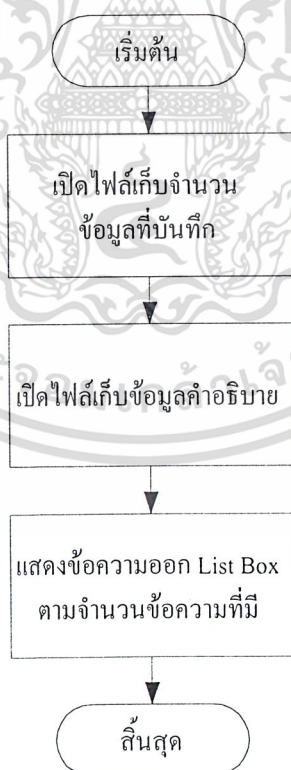 เริ่มต้น
เปิดไฟล์เก็บจำนวน
ข้อมูลที่บันทึก
เปิดไฟล์เก็บข้อมูลคำอธิบาย
แสดงข้อความออก List Box
ตามจำนวนข้อความที่มี
สิ้นสุด